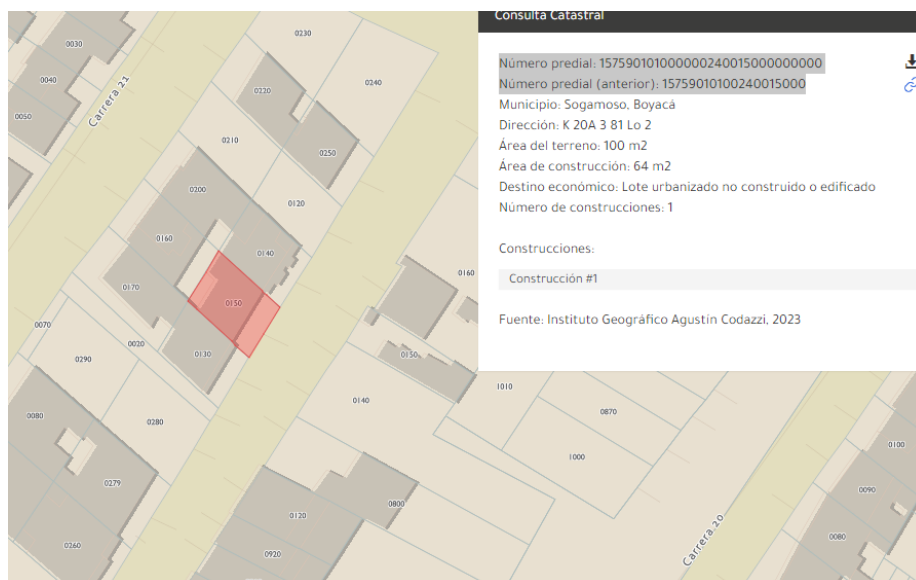 Consulta Catastral
Número predial: 157590101000000240015000000000
Número predial (anterior): 15759010100240015000
Municipio: Sogamoso, Boyacá
Dirección: K 20A 3 81 Lo 2
Área del terreno: 100 m2
Área de construcción: 64 m2
Destino económico: Lote urbanizado no construido o edificado
Número de construcciones: 1
Construcciones:
Construcción #1
Fuente: Instituto Geográfico Agustín Codazzi, 2023
0030
0230
0040
0240
0220
Carrera 21
0050
0210
0250
0200
0120
0160
0140
0160
0170
0150
0070
0020
0130
0150
0290
1010
0140
0870
0080
0280
0100
1000
0279
0090
0800
0120
0260
0920
Carrera 20
0080